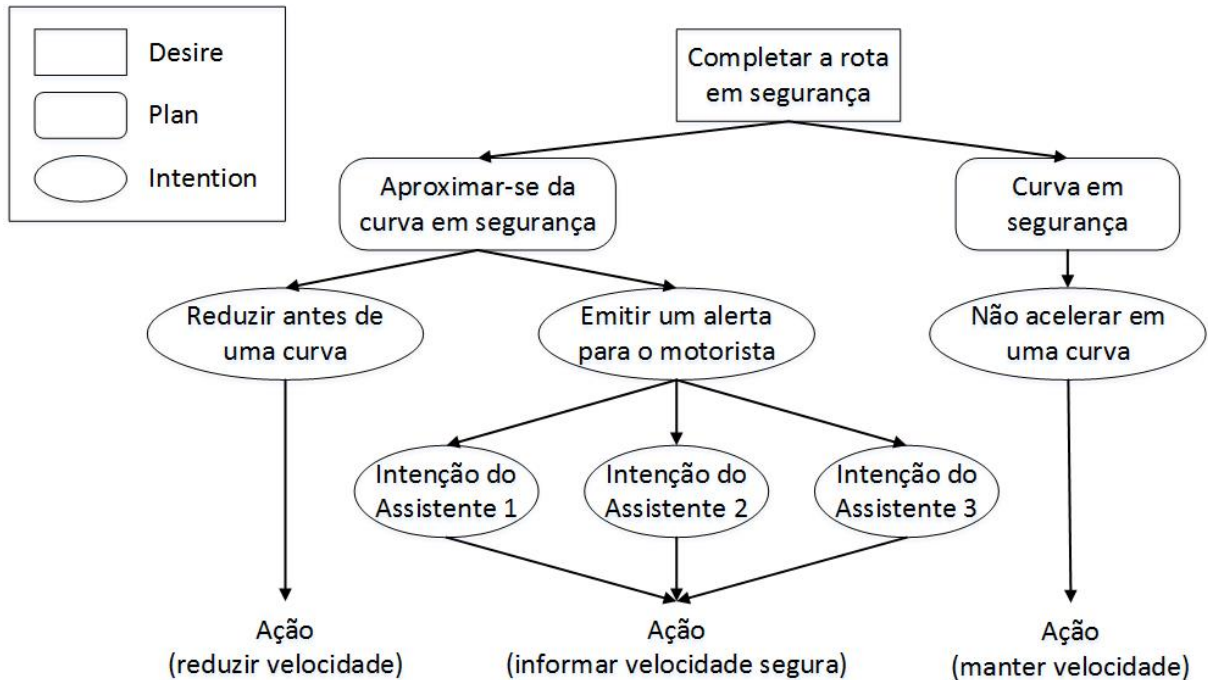 Desire
Plan
Intention
Completar a rota
em segurança
Aproximar-se da
curva em segurança
Curva em
segurança
Reduzir antes de
uma curva
Emitir um alerta
para o motorista
Não acelerar em
uma curva
Intenção do
Assistente 1
Intenção do
Assistente 2
Intenção do
Assistente 3
Ação
(reduzir velocidade)
Ação
(informar velocidade segura)
Ação
(manter velocidade)